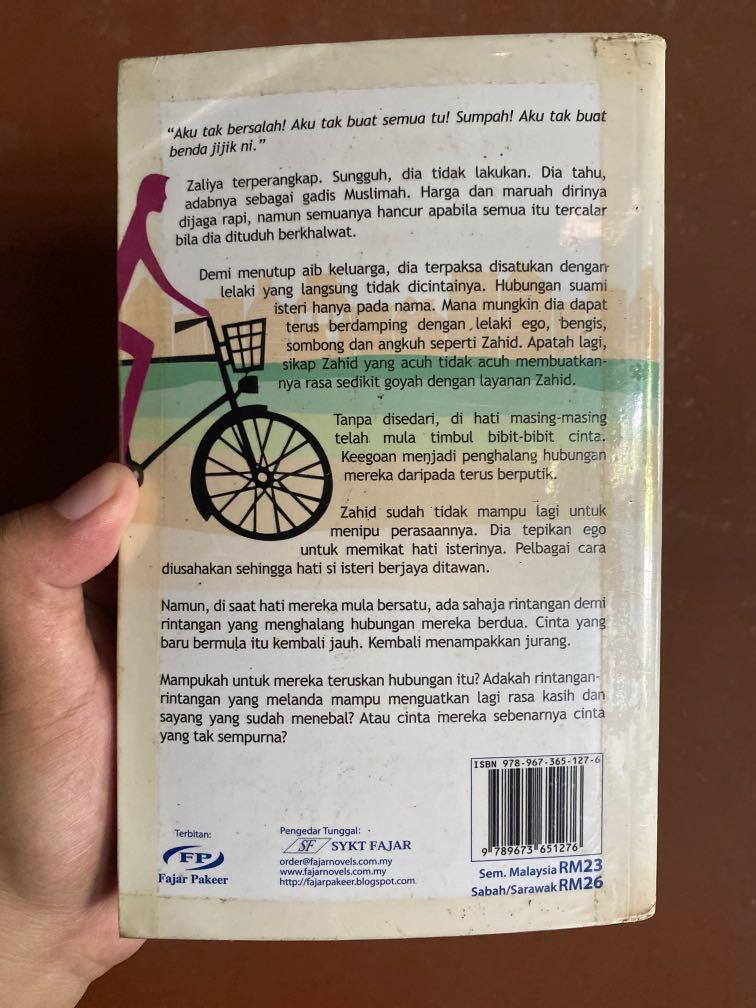 “Aku tak bersalah! Aku tak buat semua tu! Sumpah! Aku tak buat
benda jijik ni.”
Zaliya terperangkap. Sungguh, dia tidak lakukan. Dia tahu,
adabnya sebagai gadis Muslimah. Harga dan maruah dirinya
dijaga rapi, namun semuanya hancur apabila semua itu tercalar
bila dia dituduh berkhalwat.
Demi menutup aib keluarga, dia terpaksa disatukan dengan
lelaki yang langsung tidak dicintainya. Hubungan suami
isteri hanya pada nama. Mana mungkin dia dapat
terus berdamping dengan lelaki ego, bengis,
sombong dan angkuh seperti Zahid. Apatah lagi,
sikap Zahid yang acuh tidak acuh membuatkan-
nya rasa sedikit goyah dengan layanan Zahid.
Tanpa disedari, di hati masing-masing
telah mula timbul bibit-bibit cinta.
Keegoan menjadi penghalang hubungan
mereka daripada terus berputik.
Zahid sudah tidak mampu lagi untuk
menipu perasaannya. Dia tepikan ego
untuk memikat hati isterinya. Pelbagai cara
diusahakan sehingga hati si isteri berjaya ditawan.
Namun, di saat hati mereka mula bersatu, ada sahaja rintangan demi
rintangan yang menghalang hubungan mereka berdua. Cinta yang
baru bermula itu kembali jauh. Kembali menampakkan jurang.
Mampukah untuk mereka teruskan hubungan itu? Adakah rintangan-
rintangan yang melanda mampu menguatkan lagi rasa kasih dan
sayang yang sudah menebal? Atau cinta mereka sebenarnya cinta
yang tak sempurna?
ISBN 978-967-365-127-6
9 789673 651276
Terbitan:
FP
Fajar Pakeer
Pengedar Tunggal:
SF SYKT FAJAR
order@fajarnovels.com.my
www.fajarnovels.com.my
http://fajarpakeer.blogspot.com
Sem. Malaysia RM23
Sabah/Sarawak RM26